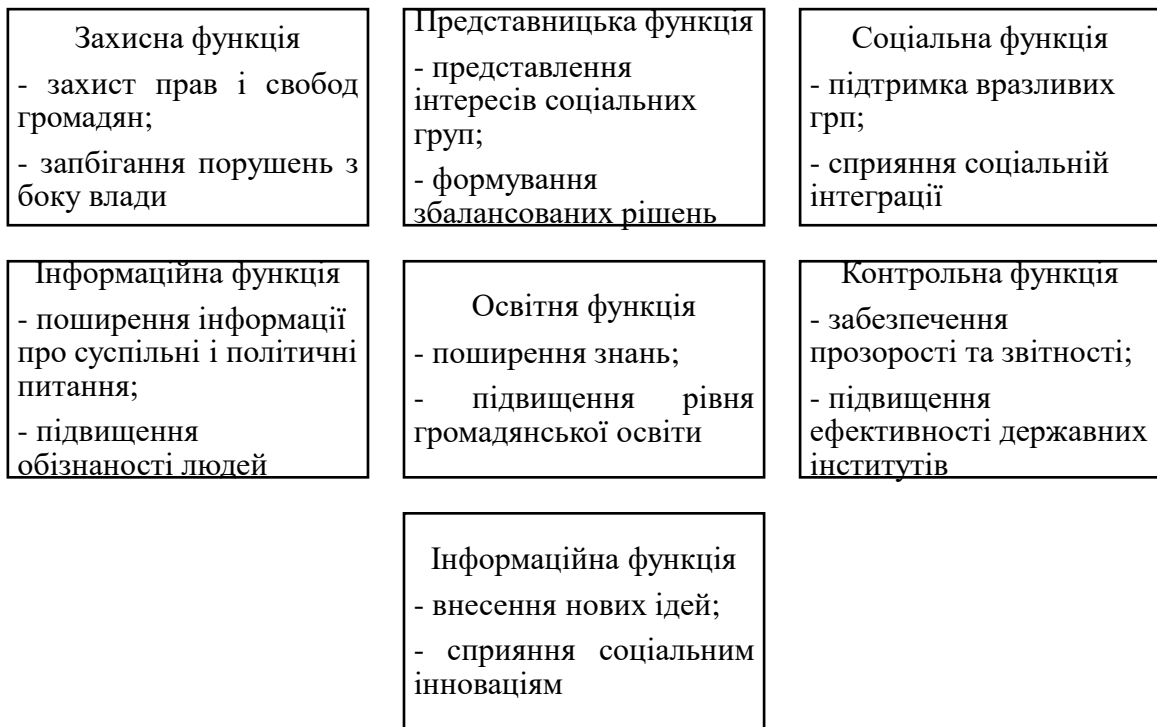 Захисна функція
- захист прав і свобод
громадян;
- запбігання порушень з
боку влади
Представницька функція
- представлення
інтересів соціальних
груп;
- формування
збалансованих рішень
Соціальна функція
- підтримка вразливих
грп;
- сприяння соціальній
інтеграції
Інформаційна функція
- поширення інформації
про суспільні і політичні
питання;
- підвищення
обізнаності людей
Освітня функція
- поширення знань;
- підвищення рівня
громадянської освіти
Контрольна функція
- забезпечення
прозорості та звітності;
- підвищення
ефективності державних
інститутів
Інформаційна функція
- внесення нових ідей;
- сприяння соціальним
інноваціям